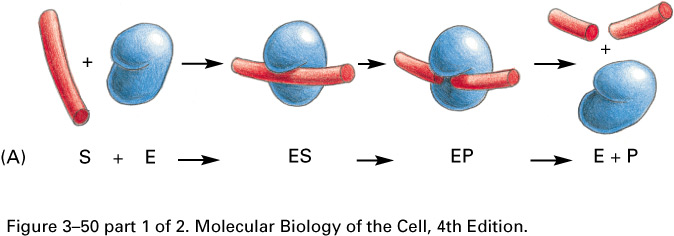 +
+
(A) S + E ES EP E + P
Figure 3–50 part 1 of 2. Molecular Biology of the Cell, 4th Edition.